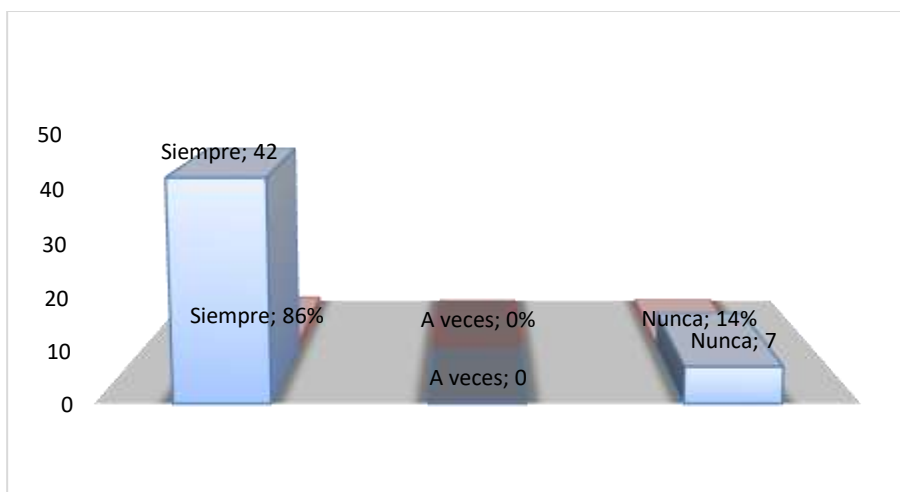 50
40
30
20
10
0
Siempre; 42
Siempre; 86%
A veces; 0%
A veces; 0
Nunca; 14%
Nunca; 7